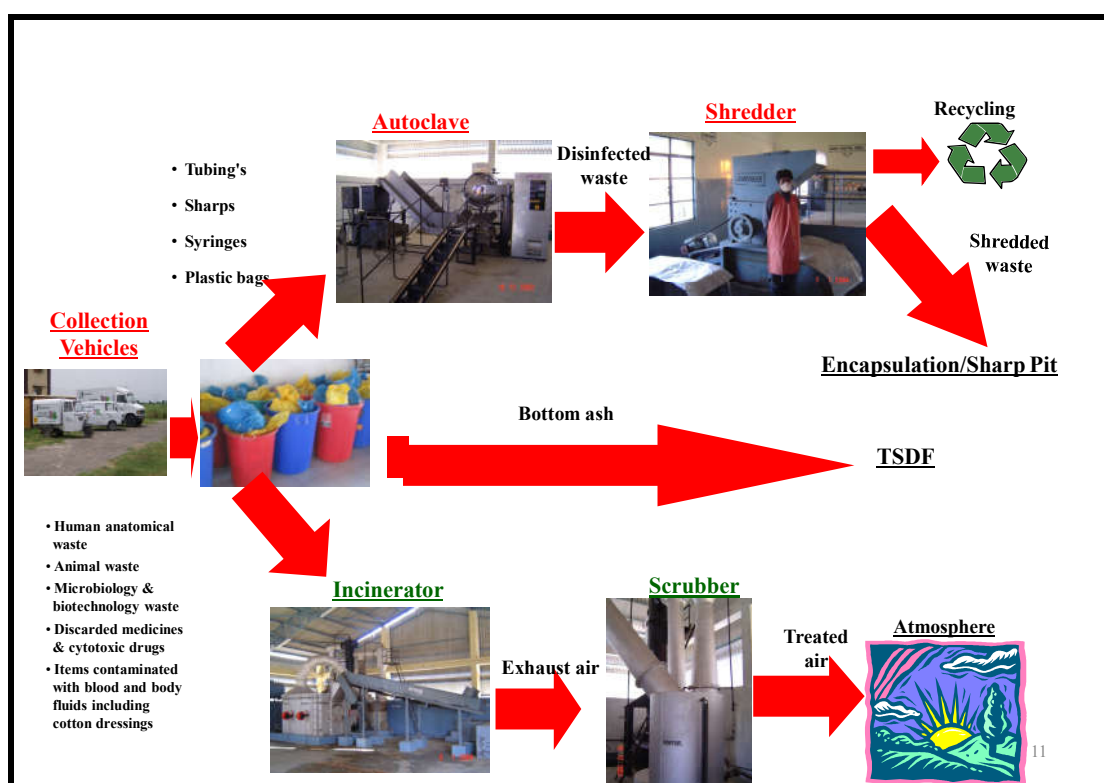 Autoclave
Shredder
Recycling
• Tubing's
• Sharps
• Syringes
• Plastic bags
Disinfected
waste
Shredded
waste
Collection
Vehicles
Encapsulation/Sharp Pit
Bottom ash
TSDF
• Human anatomical
waste
• Animal waste
• Microbiology &
biotechnology waste
• Discarded medicines
& cytotoxic drugs
• Items contaminated
with blood and body
fluids including
cotton dressings
Incinerator
Exhaust air
Scrubber
Treated
air
Atmosphere
11